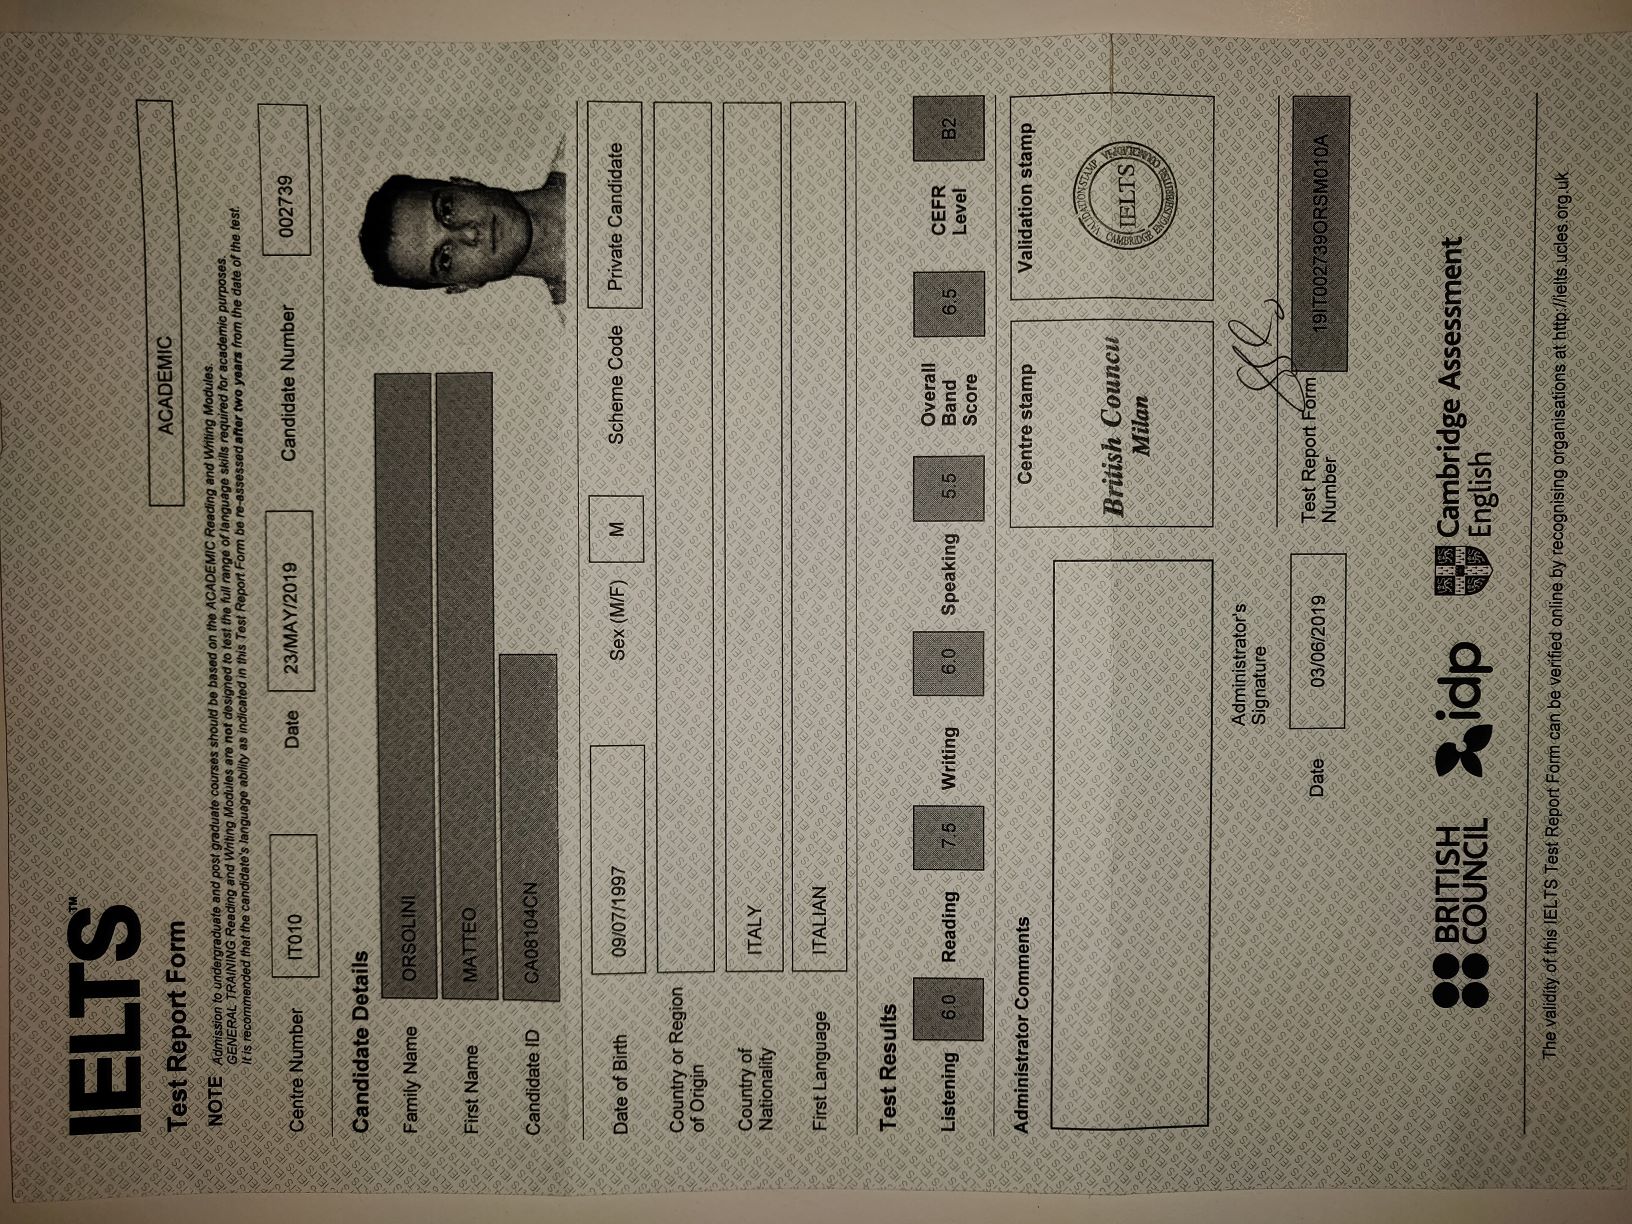 IELTS™
Test Report Form
ACADEMIC
NOTE Admission to undergraduate and post graduate courses should be based on the ACADEMIC Reading and Writing Modules.
GENERAL TRAINING Reading and Writing Modules are not designed to test the full range of language skills required for academic purposes.
It is recommended that the candidate's language ability as indicated in this Test Report Form be re-assessed after two years from the date of the test.
Centre Number IT010 Date 23/MAY/2019 Candidate Number 002739
Candidate Details
Family Name ORSOLINI
First Name MATTEO
Candidate ID CA08104CN
Date of Birth 09/07/1997 Sex (M/F) M Scheme Code Private Candidate
Country or Region
of Origin
Country of
Nationality ITALY
First Language ITALIAN
Test Results
Listening 6.0 Reading 7.5 Writing 6.0 Speaking 5.5 Overall
Band
Score 6.5 CEFR
Level B2
Administrator Comments
Centre stamp
British Council
Milan
Validation stamp
VALIDATION STAMP
IELTS
CAMBRIDGE
Administrator's
Signature
Date 03/06/2019 Test Report Form
Number 19IT002739ORSM010A
BRITISH
COUNCIL
idp
Cambridge Assessment
English
The validity of this IELTS Test Report Form can be verified online by recognising organisations at http://ielts.ucles.org.uk